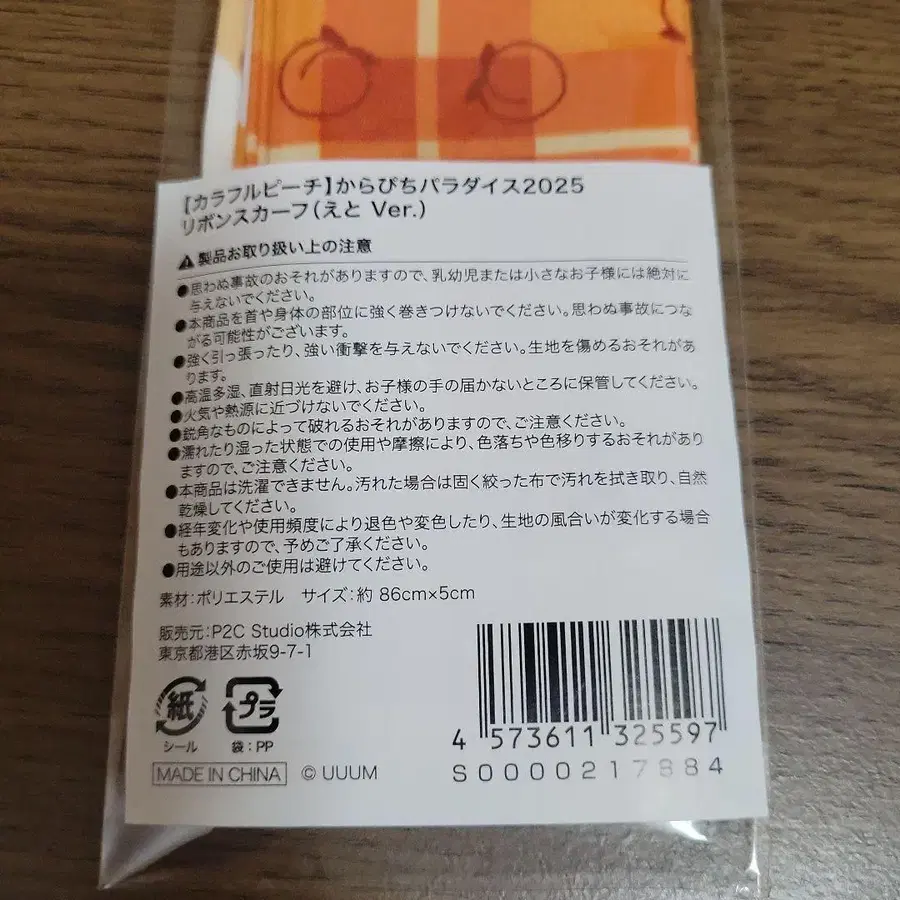 【カラフルピーチ】からぴちパラダイス2025
リボンスカーフ(えと Ver.)
製品お取り扱い上の注意
●思わぬ事故のおそれがありますので、乳幼児または小さなお子様には絶対に
与えないでください。
●本商品を首や身体の部位に強く巻きつけないでください。思わぬ事故につな
がる可能性がございます。
●強く引っ張ったり、強い衝撃を与えないでください。生地を傷めるおそれがあ
ります。
●高温多湿、直射日光を避け、お子様の手の届かないところに保管してください。
●火気や熱源に近づけないでください。
●鋭角なものによって破れるおそれがありますので、ご注意ください。
●濡れたり湿った状態での使用や摩擦により、色落ちや色移りするおそれがあり
ますので、ご注意ください。
●本商品は洗濯できません。汚れた場合は固く絞った布で汚れを拭き取り、自然
乾燥してください。
●経年変化や使用頻度により退色や変色したり、生地の風合いが変化する場合
もありますので、予めご了承ください。
●用途以外のご使用は避けてください。
素材:ポリエステル サイズ:約 86cm×5cm
販売元:P2C Studio株式会社
東京都港区赤坂9-7-1
紙 プラ
シール 袋:PP
4 573611 325597
MADE IN CHINA © UUUM
S0000217884